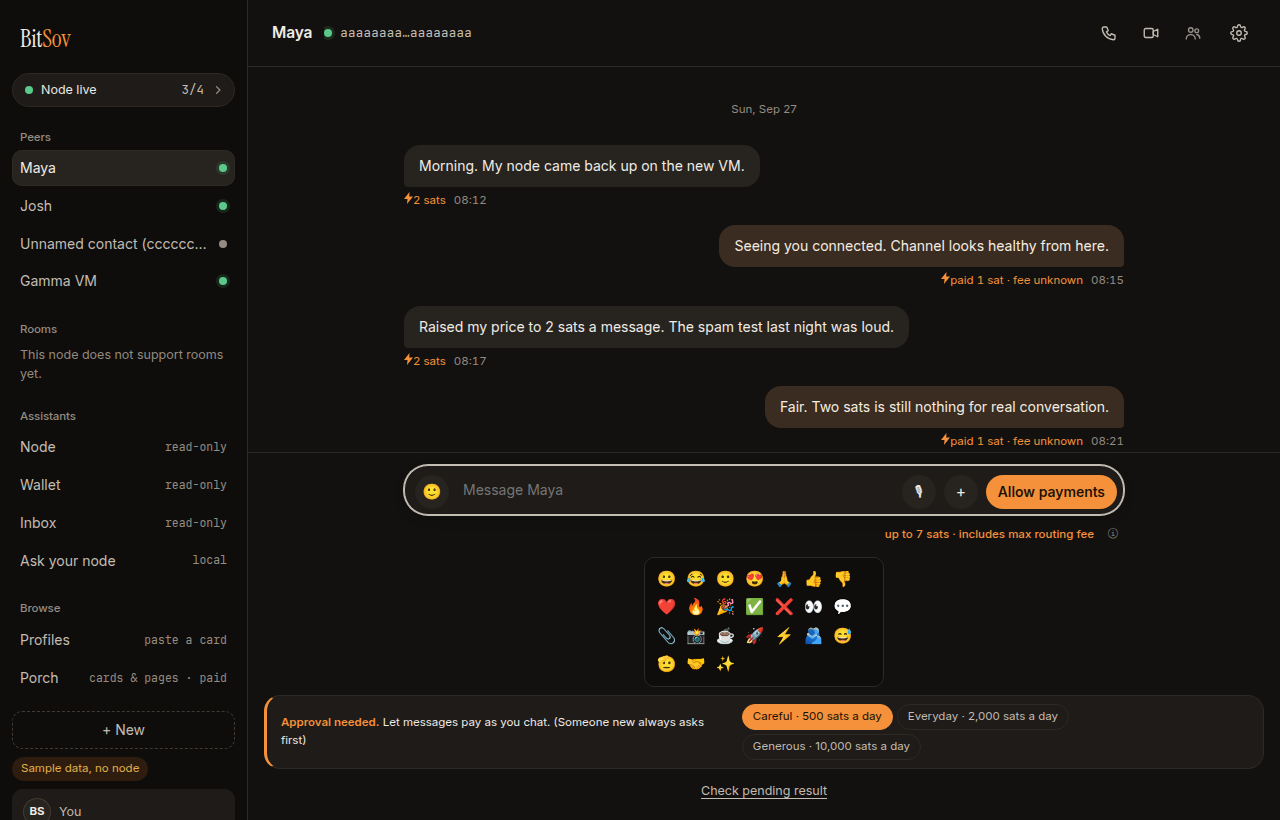 BitSov
Node live 3/4
Peers
Maya
Josh
Unnamed contact (cccccc...
Gamma VM
Rooms
This node does not support rooms
yet.
Assistants
Node read-only
Wallet read-only
Inbox read-only
Ask your node local
Browse
Profiles paste a card
Porch cards & pages · paid
+ New
Sample data, no node
BS You
Maya aaaaaaaa…aaaaaaaa
Sun, Sep 27
Morning. My node came back up on the new VM.
2 sats 08:12
Seeing you connected. Channel looks healthy from here.
paid 1 sat · fee unknown 08:15
Raised my price to 2 sats a message. The spam test last night was loud.
2 sats 08:17
Fair. Two sats is still nothing for real conversation.
paid 1 sat · fee unknown 08:21
Message Maya
+
Allow payments
up to 7 sats · includes max routing fee
Approval needed. Let messages pay as you chat. (Someone new always asks
first)
Careful · 500 sats a day
Everyday · 2,000 sats a day
Generous · 10,000 sats a day
Check pending result